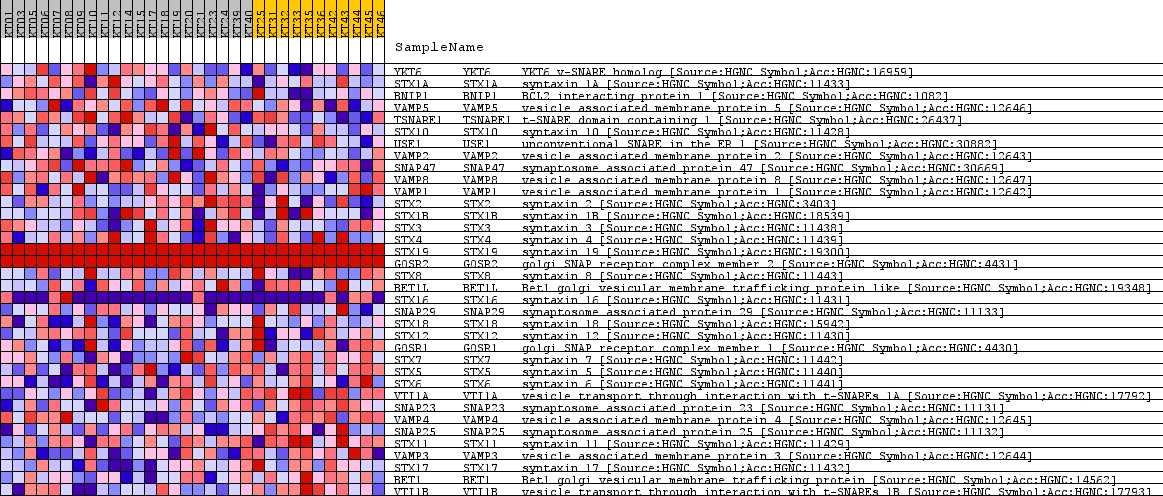 KT01 KT03 KT05 KT06 KT07 KT08 KT09 KT10 KT11 KT12 KT14 KT15 KT17 KT18 KT19 KT20 KT21 KT23 KT24 KT39 KT40 KT25 KT31 KT32 KT33 KT35 KT36 KT42 KT43 KT44 KT45 KT46
SampleName
YKT6 YKT6 YKT6 v-SNARE homolog [Source:HGNC Symbol;Acc:HGNC:16959]
STX1A STX1A syntaxin 1A [Source:HGNC Symbol;Acc:HGNC:11433]
BNIP1 BNIP1 BCL2 interacting protein 1 [Source:HGNC Symbol;Acc:HGNC:1082]
VAMP5 VAMP5 vesicle associated membrane protein 5 [Source:HGNC Symbol;Acc:HGNC:12646]
TSNARE1 TSNARE1 t-SNARE domain containing 1 [Source:HGNC Symbol;Acc:HGNC:26437]
STX10 STX10 syntaxin 10 [Source:HGNC Symbol;Acc:HGNC:11428]
USE1 USE1 unconventional SNARE in the ER 1 [Source:HGNC Symbol;Acc:HGNC:30882]
VAMP2 VAMP2 vesicle associated membrane protein 2 [Source:HGNC Symbol;Acc:HGNC:12643]
SNAP47 SNAP47 synaptosome associated protein 47 [Source:HGNC Symbol;Acc:HGNC:30669]
VAMP8 VAMP8 vesicle associated membrane protein 8 [Source:HGNC Symbol;Acc:HGNC:12647]
VAMP1 VAMP1 vesicle associated membrane protein 1 [Source:HGNC Symbol;Acc:HGNC:12642]
STX2 STX2 syntaxin 2 [Source:HGNC Symbol;Acc:HGNC:3403]
STX1B STX1B syntaxin 1B [Source:HGNC Symbol;Acc:HGNC:18539]
STX3 STX3 syntaxin 3 [Source:HGNC Symbol;Acc:HGNC:11438]
STX4 STX4 syntaxin 4 [Source:HGNC Symbol;Acc:HGNC:11439]
STX19 STX19 syntaxin 19 [Source:HGNC Symbol;Acc:HGNC:19300]
GOSR2 GOSR2 golgi SNAP receptor complex member 2 [Source:HGNC Symbol;Acc:HGNC:4431]
STX8 STX8 syntaxin 8 [Source:HGNC Symbol;Acc:HGNC:11443]
BET1L BET1L Bet1 golgi vesicular membrane trafficking protein like [Source:HGNC Symbol;Acc:HGNC:19348]
STX16 STX16 syntaxin 16 [Source:HGNC Symbol;Acc:HGNC:11431]
SNAP29 SNAP29 synaptosome associated protein 29 [Source:HGNC Symbol;Acc:HGNC:11133]
STX18 STX18 syntaxin 18 [Source:HGNC Symbol;Acc:HGNC:15942]
STX12 STX12 syntaxin 12 [Source:HGNC Symbol;Acc:HGNC:11430]
GOSR1 GOSR1 golgi SNAP receptor complex member 1 [Source:HGNC Symbol;Acc:HGNC:4430]
STX7 STX7 syntaxin 7 [Source:HGNC Symbol;Acc:HGNC:11442]
STX5 STX5 syntaxin 5 [Source:HGNC Symbol;Acc:HGNC:11440]
STX6 STX6 syntaxin 6 [Source:HGNC Symbol;Acc:HGNC:11441]
VTI1A VTI1A vesicle transport through interaction with t-SNAREs 1A [Source:HGNC Symbol;Acc:HGNC:17792]
SNAP23 SNAP23 synaptosome associated protein 23 [Source:HGNC Symbol;Acc:HGNC:11131]
VAMP4 VAMP4 vesicle associated membrane protein 4 [Source:HGNC Symbol;Acc:HGNC:12645]
SNAP25 SNAP25 synaptosome associated protein 25 [Source:HGNC Symbol;Acc:HGNC:11132]
STX11 STX11 syntaxin 11 [Source:HGNC Symbol;Acc:HGNC:11429]
VAMP3 VAMP3 vesicle associated membrane protein 3 [Source:HGNC Symbol;Acc:HGNC:12644]
STX17 STX17 syntaxin 17 [Source:HGNC Symbol;Acc:HGNC:11432]
BET1 BET1 Bet1 golgi vesicular membrane trafficking protein [Source:HGNC Symbol;Acc:HGNC:14562]
VTI1B VTI1B vesicle transport through interaction with t-SNAREs 1B [Source:HGNC Symbol;Acc:HGNC:17793]